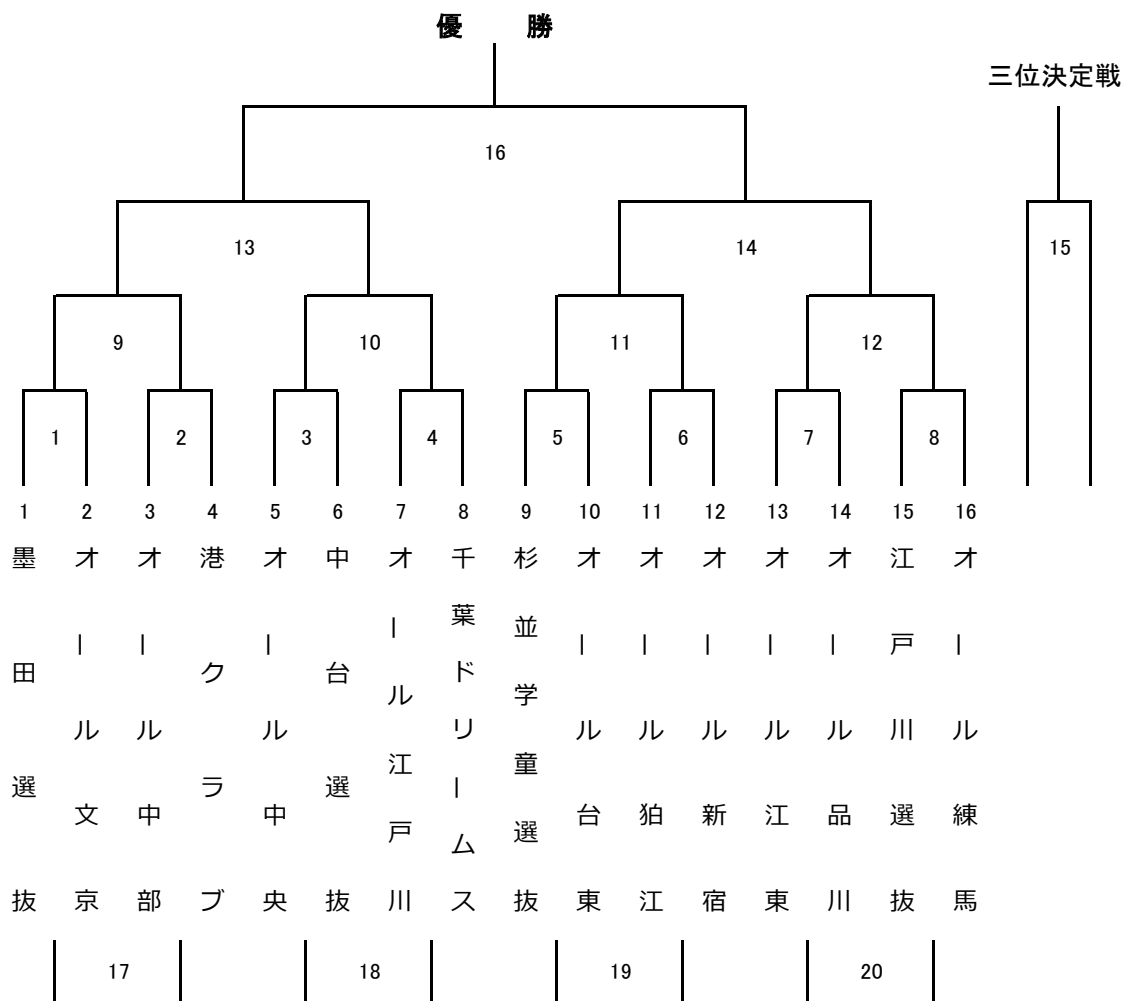 優 勝
三位決定戦
16
13
14
15
9
10
11
12
1
2
3
4
5
6
7
8
1 墨田選抜
2 オール文京
3 オール中部
4 港クラブ
5 オール中央
6 中台選抜
7 オール江戸川
8 千葉ドリームス
9 杉並学童選抜
10 オール台東
11 オール狛江
12 オール新宿
13 オール江東
14 オール品川
15 江戸川選抜
16 オール練馬
17
18
19
20